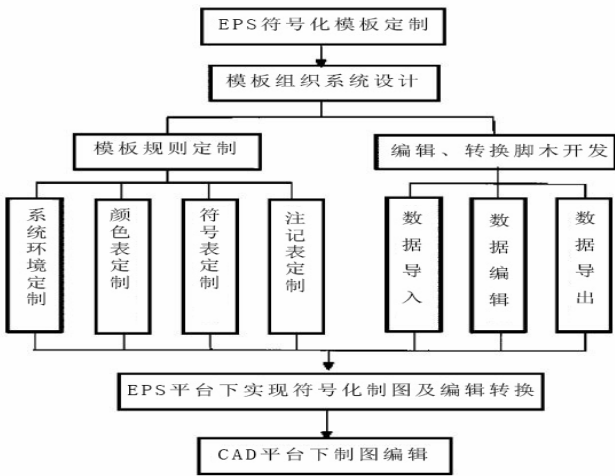 EPS符号化模板定制
模板组织系统设计
模板规则定制
编辑、转换脚木开发
系统环境定制
颜色表定制
符号表定制
注记表定制
数据导入
数据编辑
数据导出
EPS平台下实现符号化制图及编辑转换
CAD平台下制图编辑